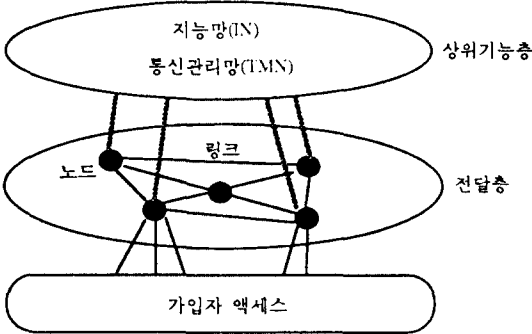 지능망(IN)
통신관리망(TMN)
상위기능층
링크
노드
전달층
가입자 액세스